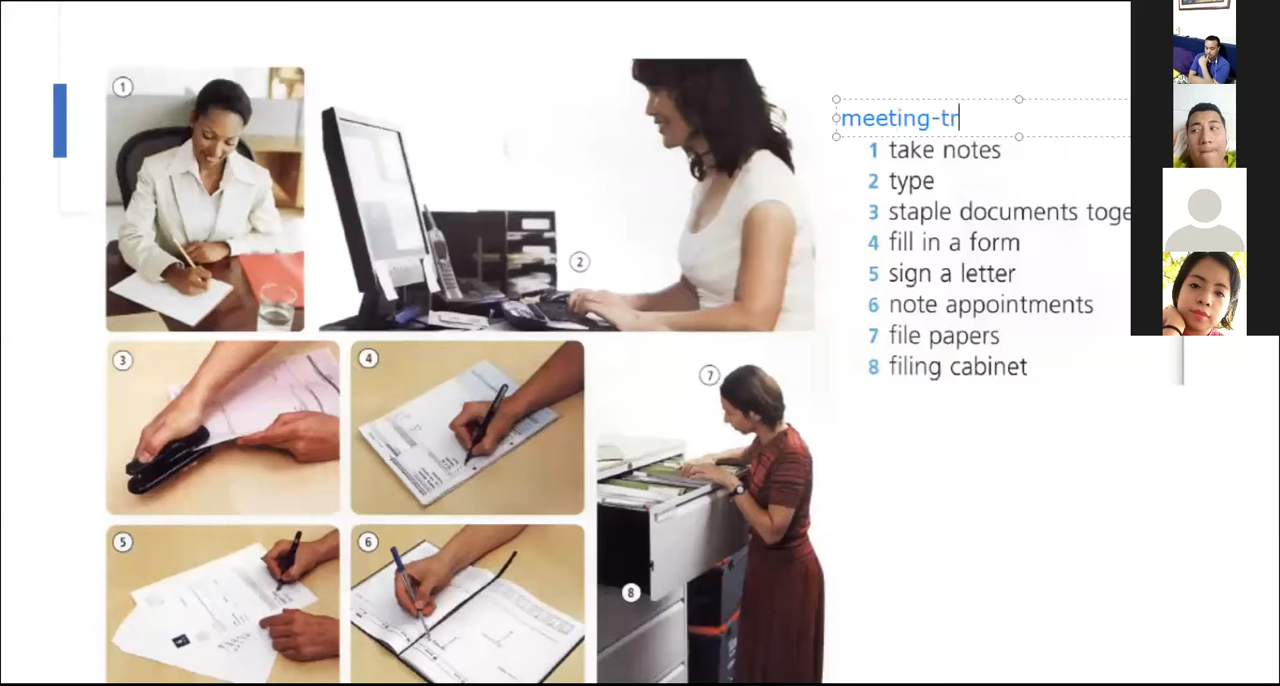 meeting-tr
1 take notes
2 type
3 staple documents toge
4 fill in a form
5 sign a letter
6 note appointments
7 file papers
8 filing cabinet
1
2
3
4
7
5
6
8